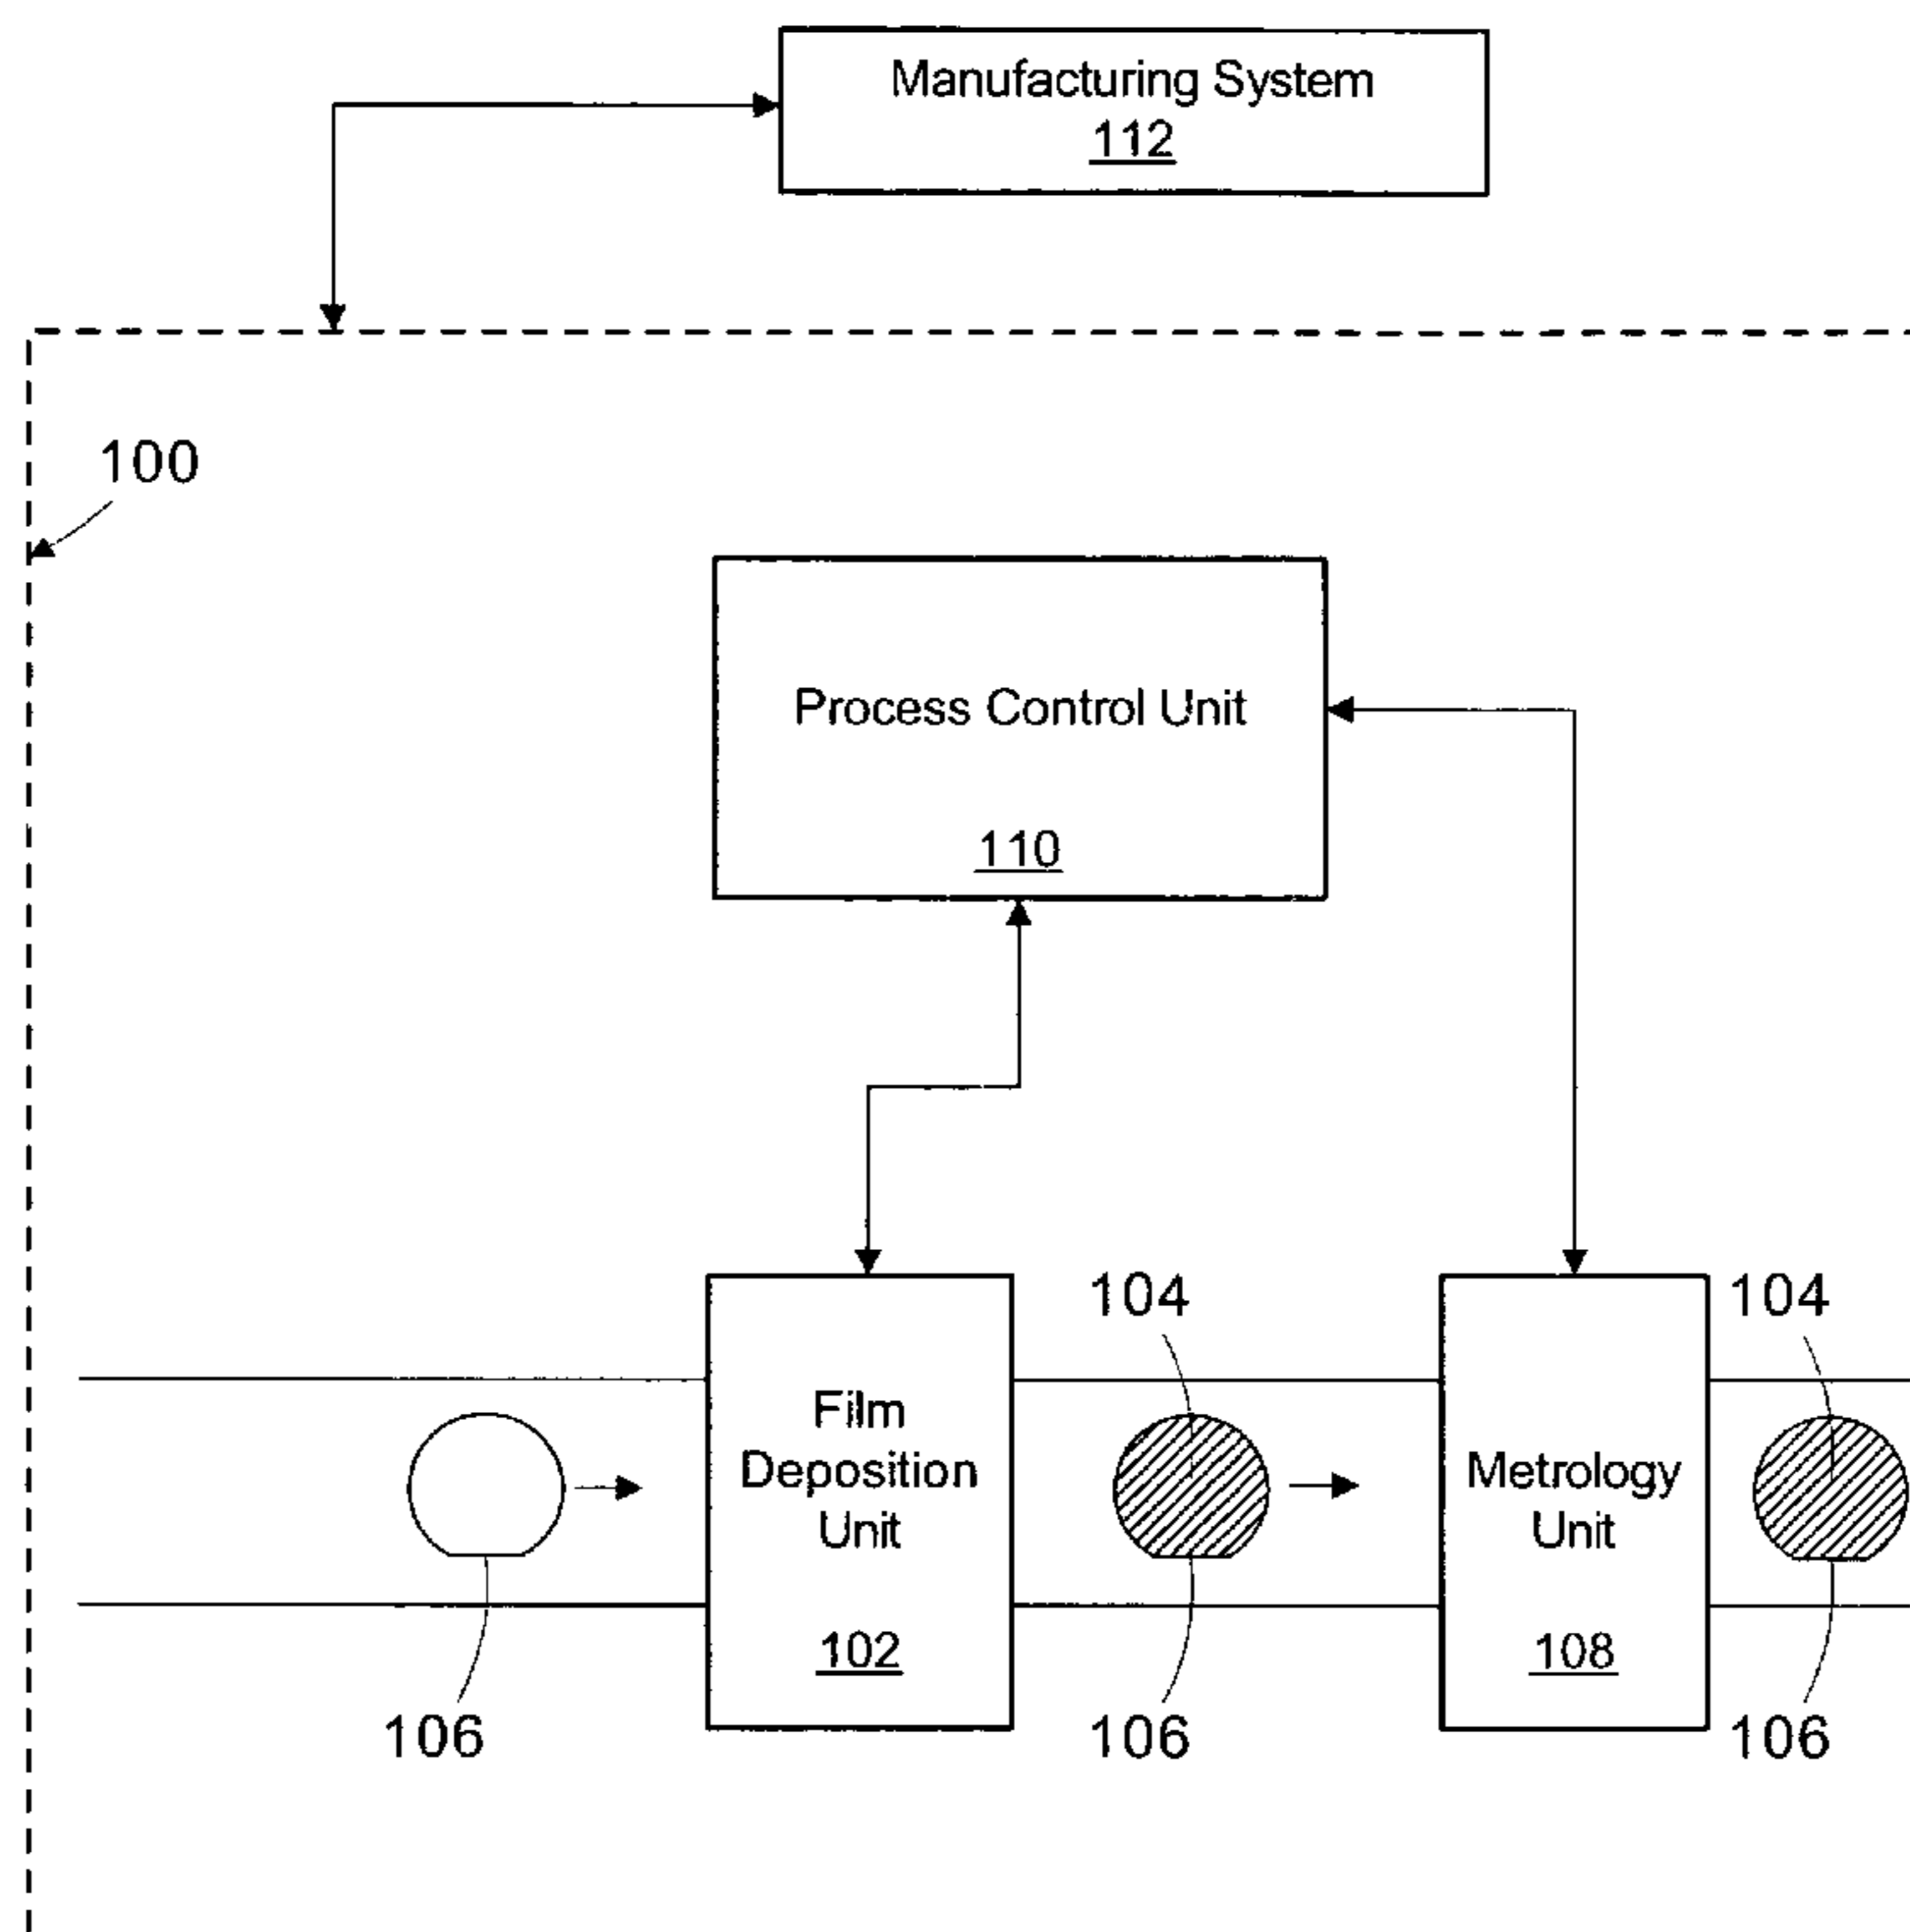 Manufacturing System
112
100
Process Control Unit
110
104
104
Film
Deposition
Unit
102
Metrology
Unit
108
106
106
106